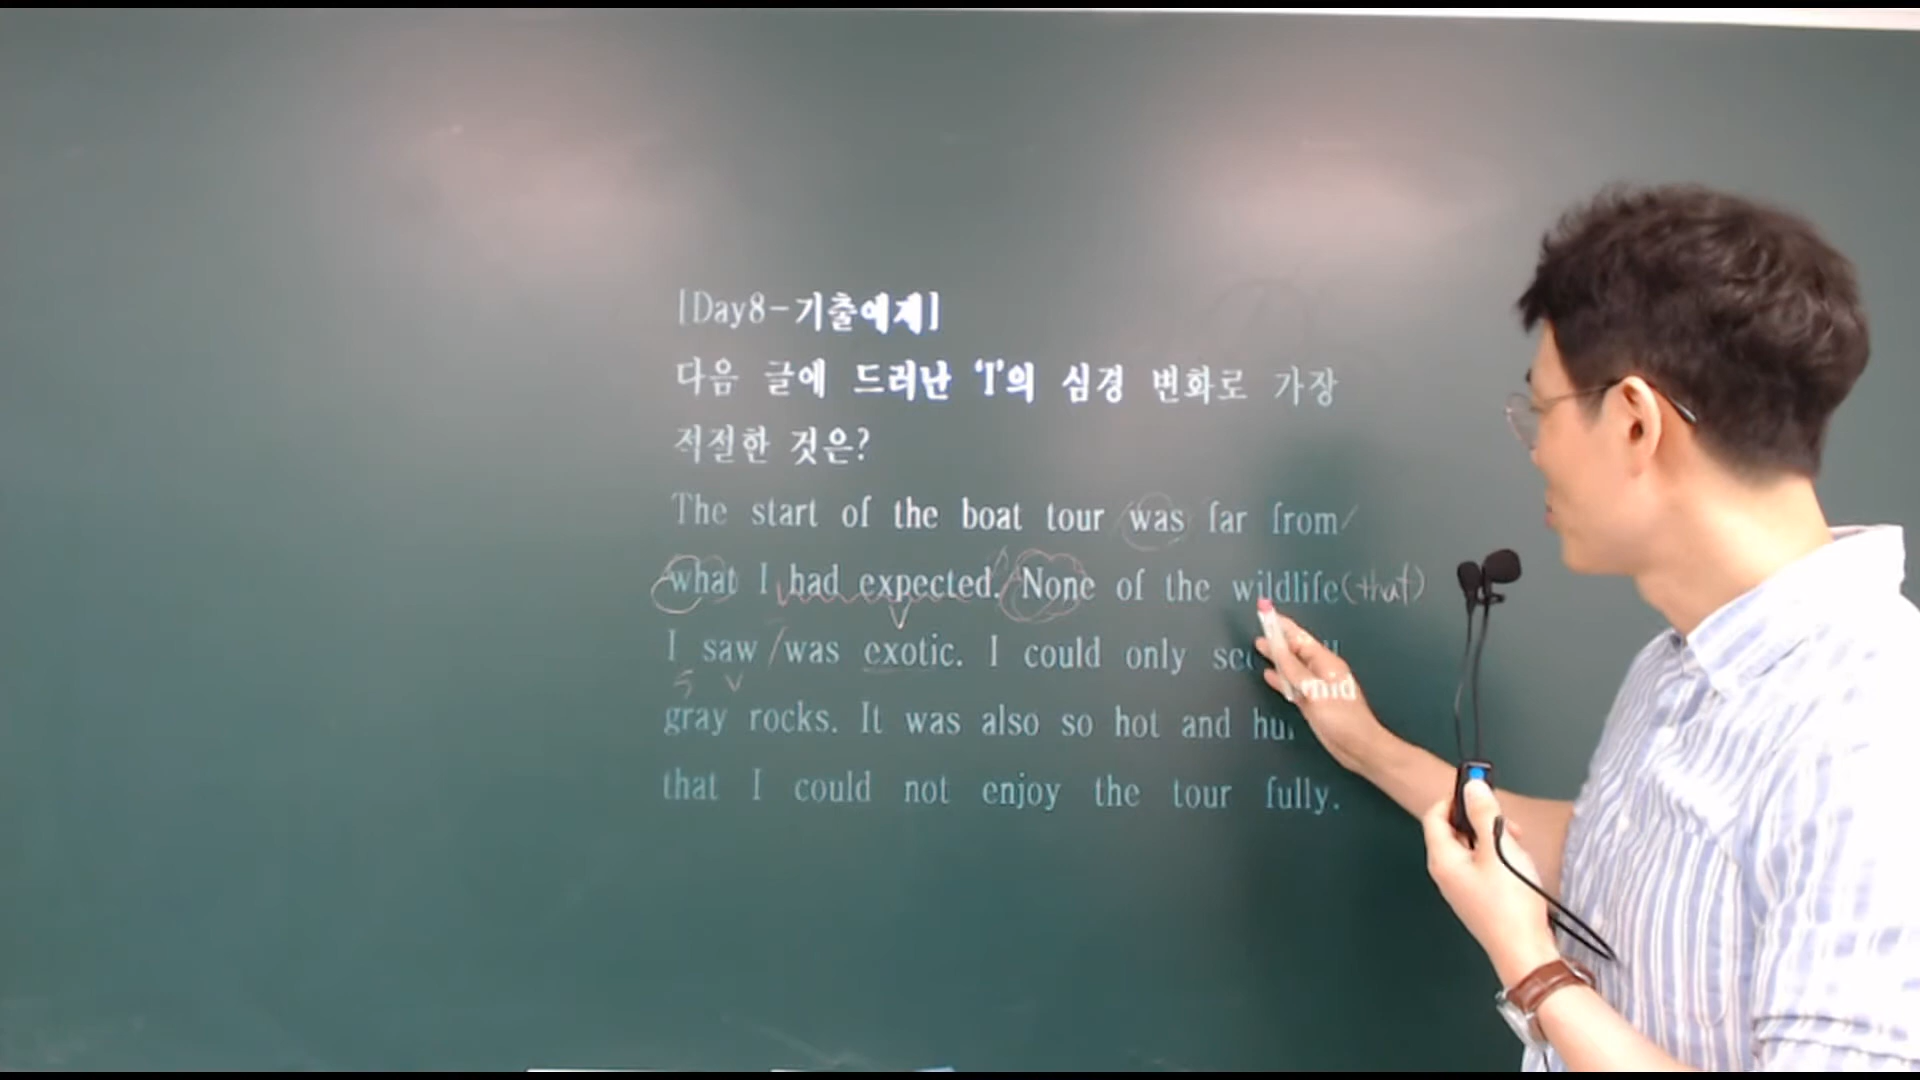 [Day8-기출예제]
다음 글에 드러난 'I'의 심경 변화로 가장
적절한 것은?
The start of the boat tour was far from
what I had expected. None of the wildlife (that)
I saw was exotic. I could only see
S V
gray rocks. It was also so hot and humid
that I could not enjoy the tour fully.